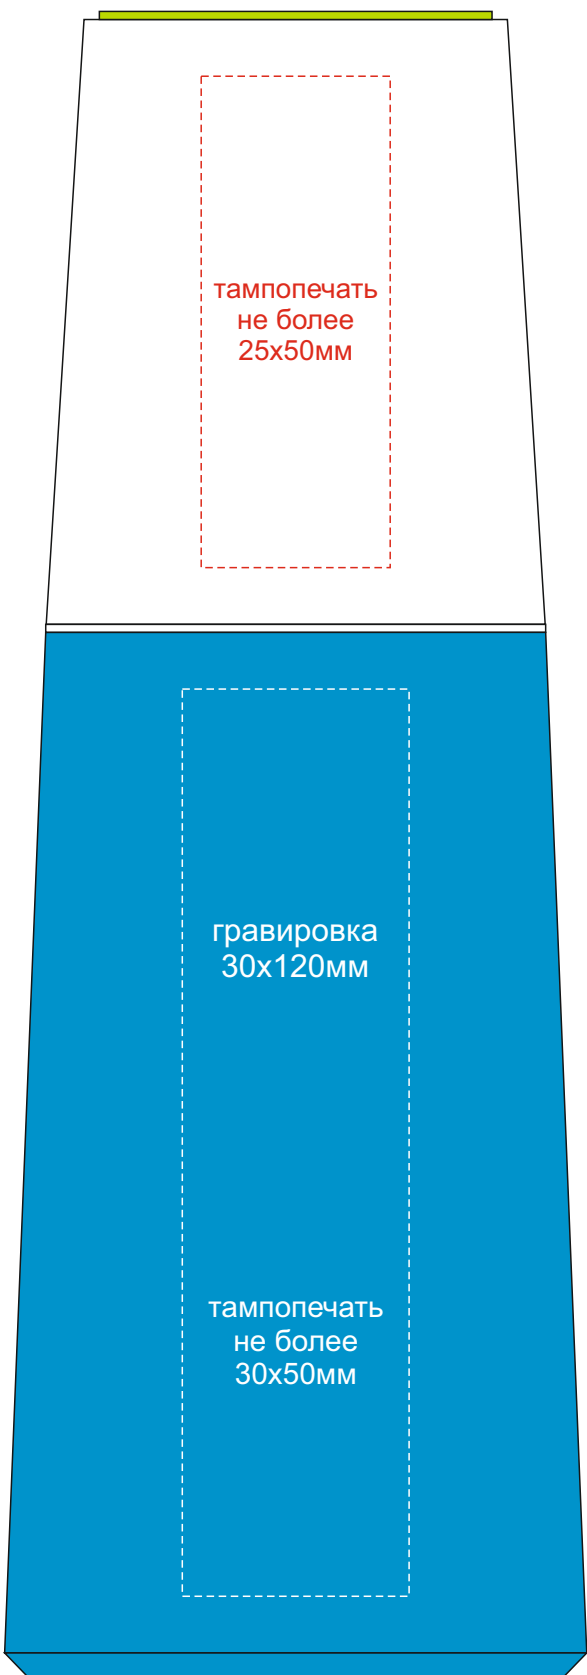 тампопечать
не более
25х50мм
гравировка
30х120мм
тампопечать
не более
30х50мм